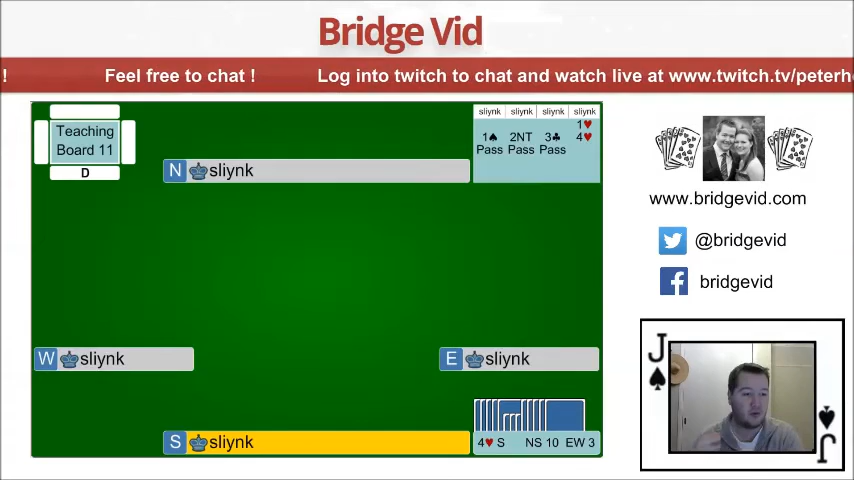 Bridge Vid
!
Feel free to chat !
Log into twitch to chat and watch live at www.twitch.tv/peterh
Teaching
Board 11
D
sliynk sliynk sliynk sliynk
1♥
1♠ 2NT 3♣ 4♥
Pass Pass Pass
N sliynk
www.bridgevid.com
@bridgevid
bridgevid
W sliynk
E sliynk
S sliynk
4♥ S NS 10 EW 3
J
J